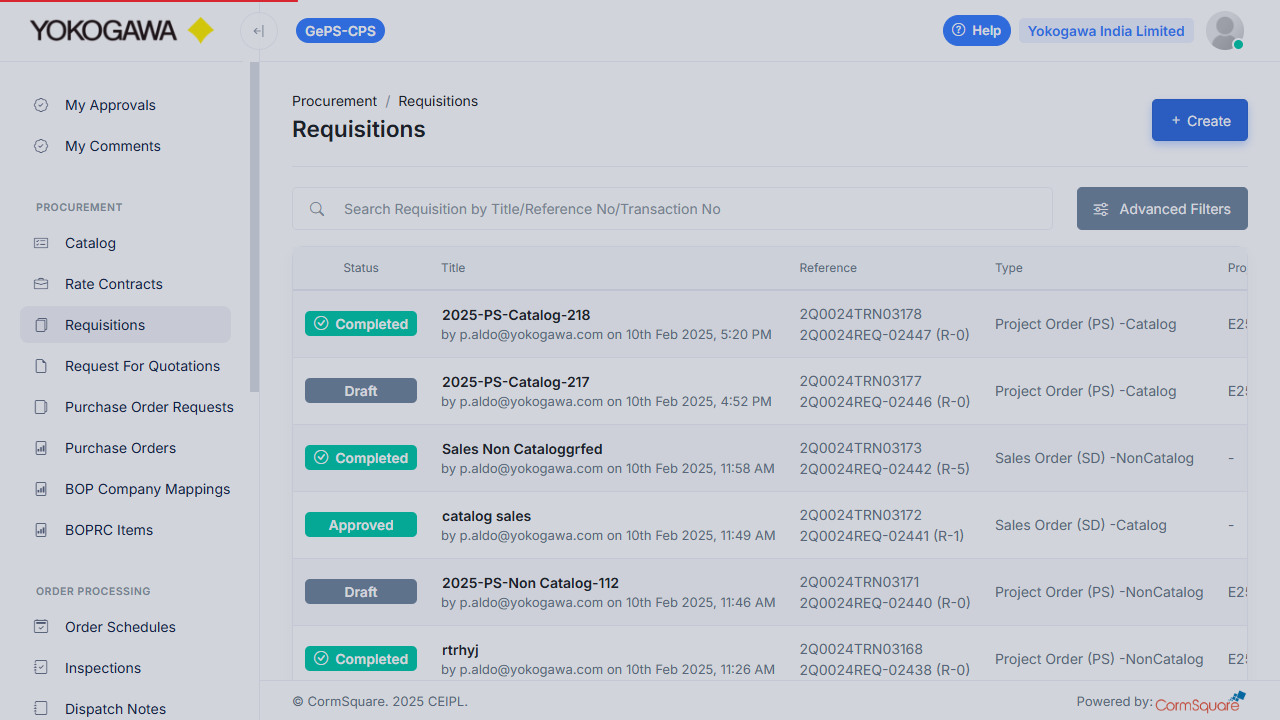 YOKOGAWA
GePS-CPS
Help
Yokogawa India Limited
My Approvals
My Comments
PROCUREMENT
Catalog
Rate Contracts
Requisitions
Request For Quotations
Purchase Order Requests
Purchase Orders
BOP Company Mappings
BOPRC Items
ORDER PROCESSING
Order Schedules
Inspections
Dispatch Notes
Procurement / Requisitions
Requisitions
+ Create
Search Requisition by Title/Reference No/Transaction No
Advanced Filters
Status Title Reference Type Pro
Completed 2025-PS-Catalog-218 2Q0024TRN03178 Project Order (PS) -Catalog E25
by p.aldo@yokogawa.com on 10th Feb 2025, 5:20 PM 2Q0024REQ-02447 (R-0)
Draft 2025-PS-Catalog-217 2Q0024TRN03177 Project Order (PS) -Catalog E25
by p.aldo@yokogawa.com on 10th Feb 2025, 4:52 PM 2Q0024REQ-02446 (R-0)
Completed Sales Non Cataloggrfed 2Q0024TRN03173 Sales Order (SD) -NonCatalog -
by p.aldo@yokogawa.com on 10th Feb 2025, 11:58 AM 2Q0024REQ-02442 (R-5)
Approved catalog sales 2Q0024TRN03172 Sales Order (SD) -Catalog -
by p.aldo@yokogawa.com on 10th Feb 2025, 11:49 AM 2Q0024REQ-02441 (R-1)
Draft 2025-PS-Non Catalog-112 2Q0024TRN03171 Project Order (PS) -NonCatalog E25
by p.aldo@yokogawa.com on 10th Feb 2025, 11:46 AM 2Q0024REQ-02440 (R-0)
Completed rtrhyj 2Q0024TRN03168 Project Order (PS) -NonCatalog E25
by p.aldo@yokogawa.com on 10th Feb 2025, 11:26 AM 2Q0024REQ-02438 (R-0)
© CormSquare. 2025 CEIPL.
Powered by: CormSquare